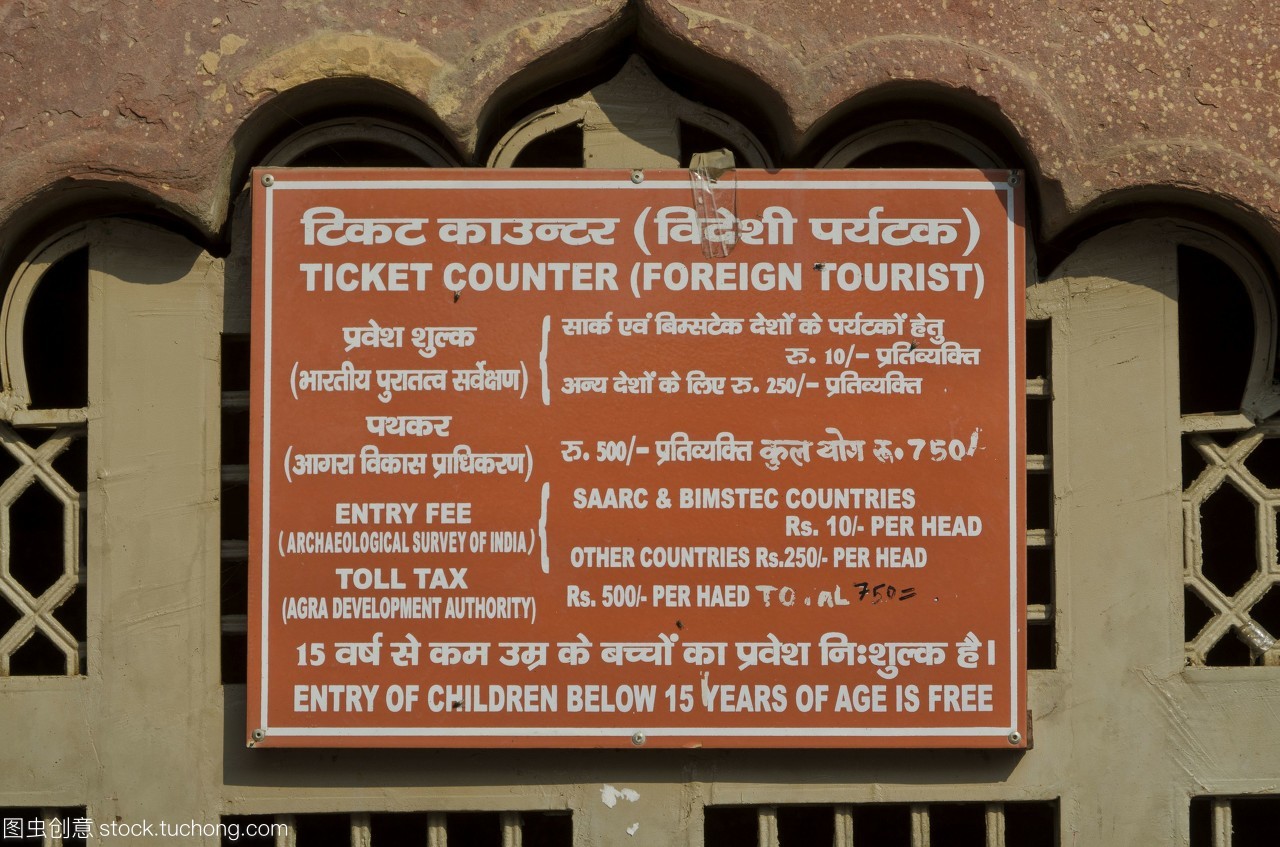 टिकट काउन्टर (विदेशी पर्यटक)
TICKET COUNTER (FOREIGN TOURIST)
प्रवेश शुल्क
(भारतीय पुरातत्व सर्वेक्षण)
सार्क एवं बिम्सटेक देशों के पर्यटकों हेतु
रु. 10/- प्रतिव्यक्ति
अन्य देशों के लिए रु. 250/- प्रतिव्यक्ति
पथकर
(आगरा विकास प्राधिकरण)
रु. 500/- प्रतिव्यक्ति कुल योग रु. 750/-
ENTRY FEE
(ARCHAEOLOGICAL SURVEY OF INDIA)
SAARC & BIMSTEC COUNTRIES
Rs. 10/- PER HEAD
OTHER COUNTRIES Rs.250/- PER HEAD
TOLL TAX
(AGRA DEVELOPMENT AUTHORITY)
Rs. 500/- PER HAED TOTAL 750=
15 वर्ष से कम उम्र के बच्चों का प्रवेश निःशुल्क है।
ENTRY OF CHILDREN BELOW 15 YEARS OF AGE IS FREE
图虫创意 stock.tuchong.com